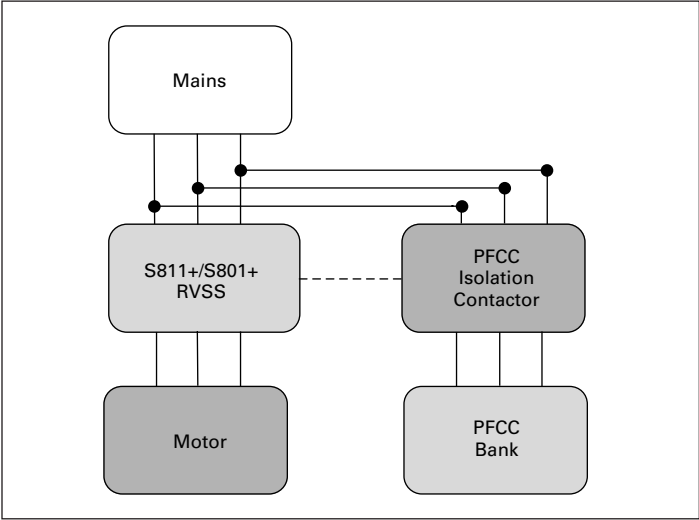 Mains
S811+/S801+
RVSS
PFCC
Isolation
Contactor
Motor
PFCC
Bank